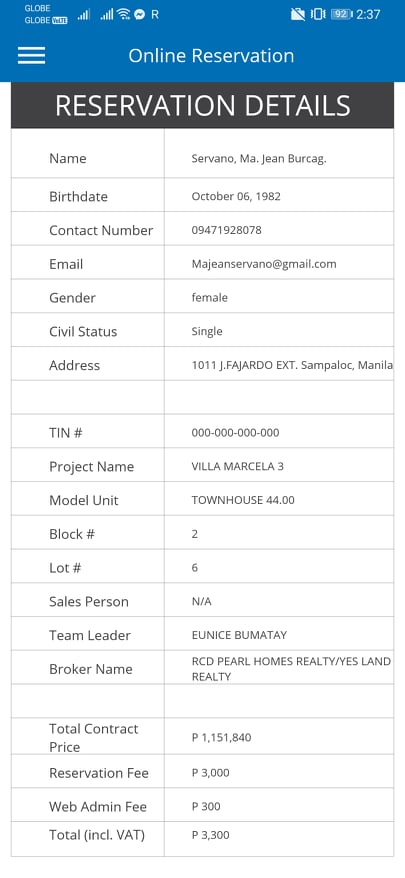 GLOBE
GLOBE VoLTE R 92 2:37
Online Reservation
RESERVATION DETAILS
Name Servano, Ma. Jean Burcag.
Birthdate October 06, 1982
Contact Number 09471928078
Email Majeanservano@gmail.com
Gender female
Civil Status Single
Address 1011 J.FAJARDO EXT. Sampaloc, Manila
TIN # 000-000-000-000
Project Name VILLA MARCELA 3
Model Unit TOWNHOUSE 44.00
Block # 2
Lot # 6
Sales Person N/A
Team Leader EUNICE BUMATAY
Broker Name RCD PEARL HOMES REALTY/YES LAND
REALTY
Total Contract
Price P 1,151,840
Reservation Fee P 3,000
Web Admin Fee P 300
Total (incl. VAT) P 3,300